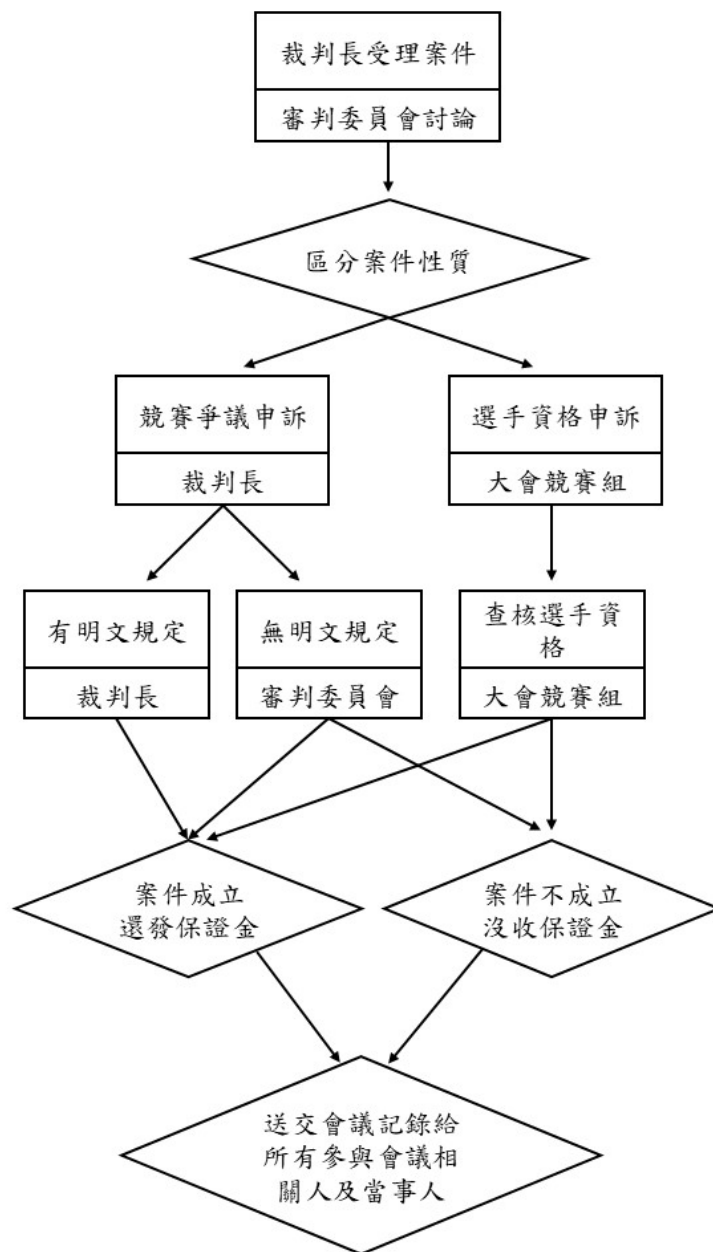 裁判長受理案件
審判委員會討論
區分案件性質
競賽爭議申訴
裁判長
選手資格申訴
大會競賽組
有明文規定
裁判長
無明文規定
審判委員會
查核選手資
格
大會競賽組
案件成立
還發保證金
案件不成立
沒收保證金
送交會議記錄給
所有參與會議相
關人及當事人